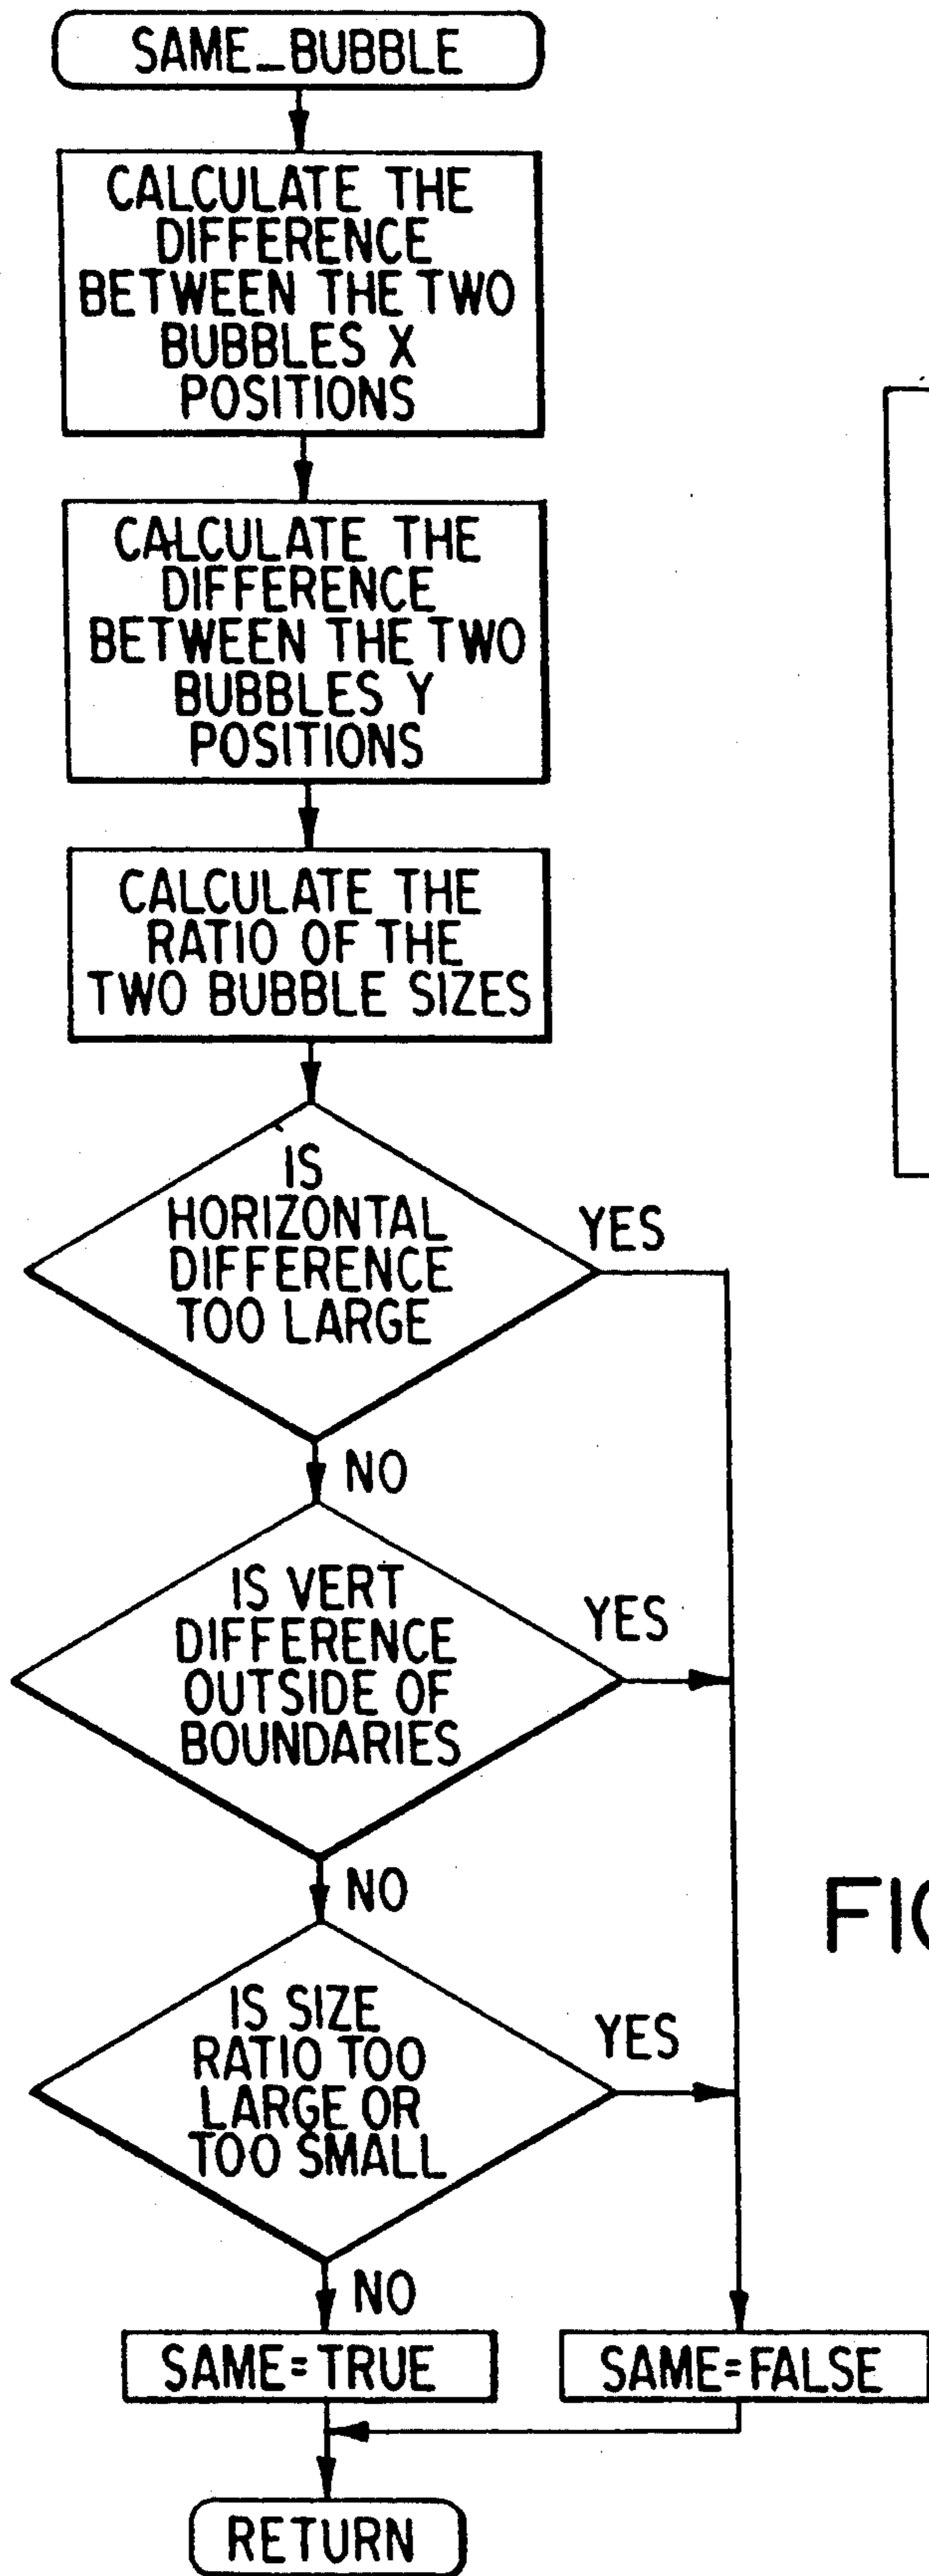 SAME_BUBBLE
CALCULATE THE
DIFFERENCE
BETWEEN THE TWO
BUBBLES X
POSITIONS
CALCULATE THE
DIFFERENCE
BETWEEN THE TWO
BUBBLES Y
POSITIONS
CALCULATE THE
RATIO OF THE
TWO BUBBLE SIZES
IS
HORIZONTAL
DIFFERENCE
TOO LARGE
YES
NO
IS VERT
DIFFERENCE
OUTSIDE OF
BOUNDARIES
YES
NO
FIG
IS SIZE
RATIO TOO
LARGE OR
TOO SMALL
YES
NO
SAME=TRUE
SAME=FALSE
RETURN